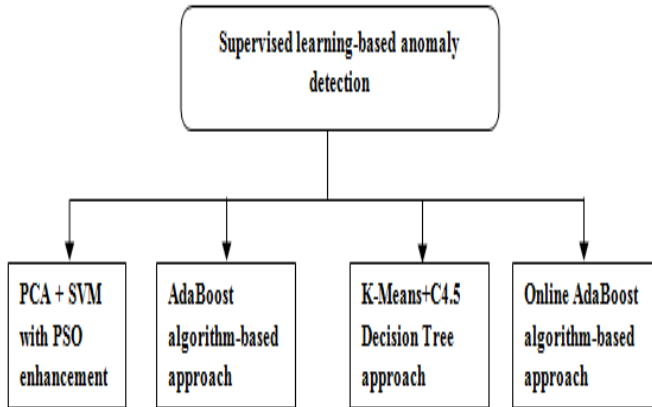 Supervised learning-based anomaly
detection
PCA + SVM
with PSO
enhancement
AdaBoost
algorithm-based
approach
K-Means+C4.5
Decision Tree
approach
Online AdaBoost
algorithm-based
approach